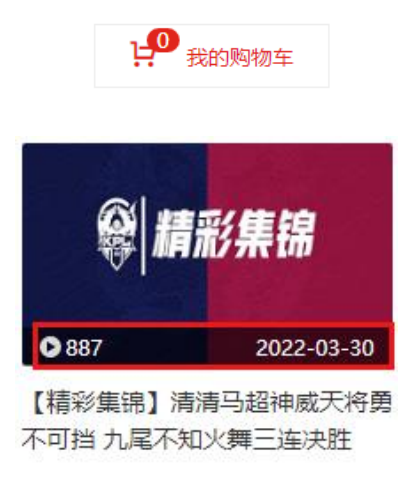 0
我的购物车
KPL
精彩集锦
887
2022-03-30
【精彩集锦】清清马超神威天将勇
不可挡 九尾不知火舞三连决胜